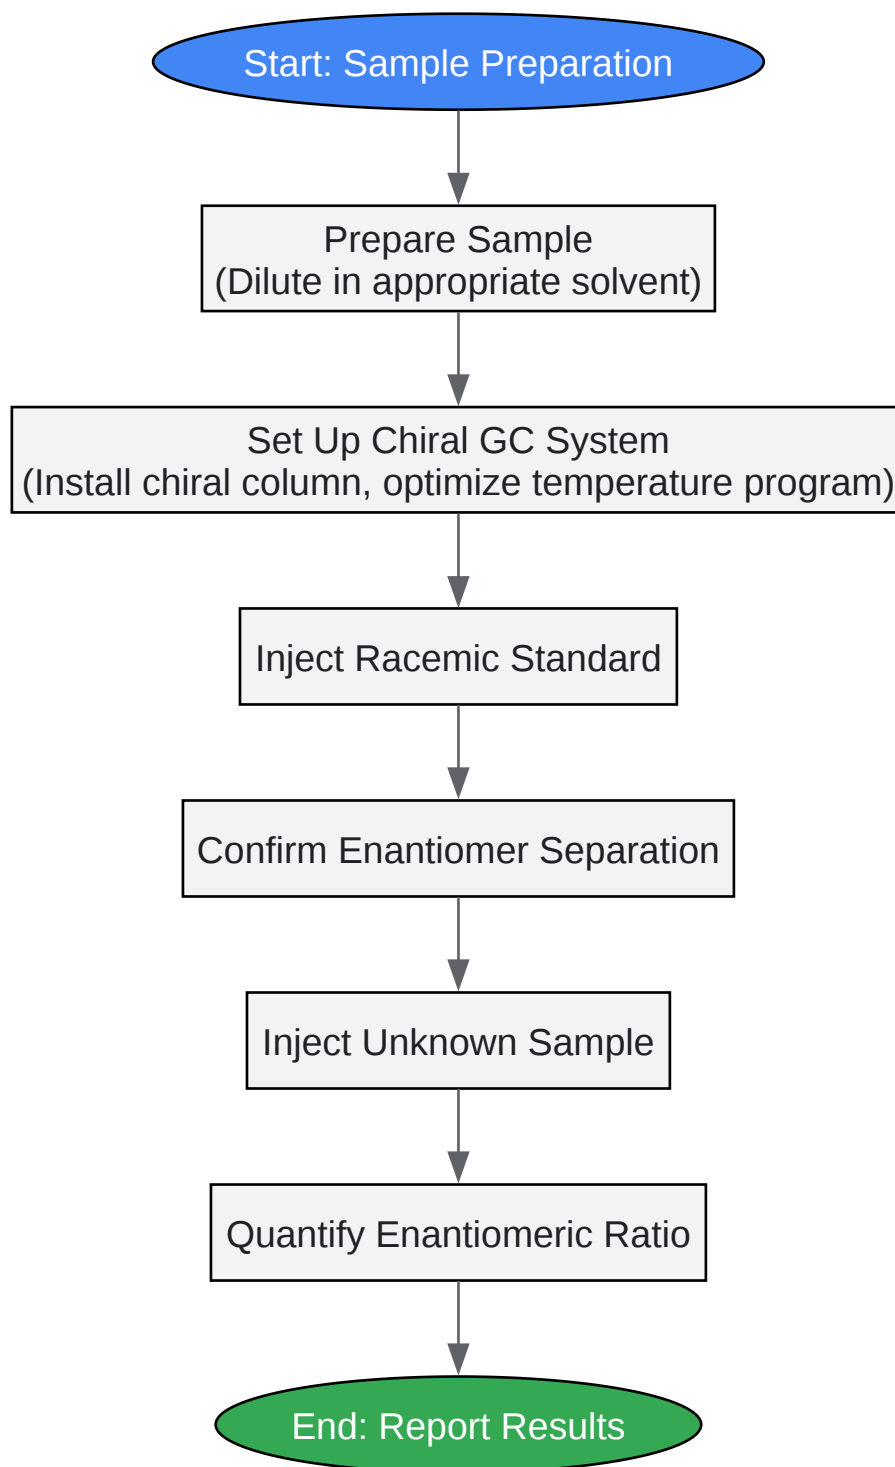 Start: Sample Preparation
Prepare Sample
(Dilute in appropriate solvent)
Set Up Chiral GC System
(Install chiral column, optimize temperature program)
Inject Racemic Standard
Confirm Enantiomer Separation
Inject Unknown Sample
Quantify Enantiomeric Ratio
End: Report Results